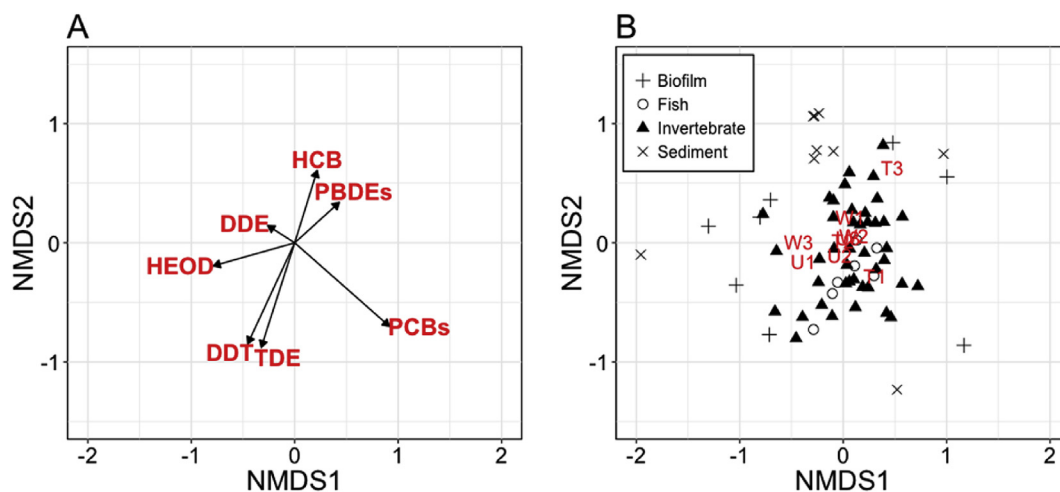 A
NMDS2
1
0
-1
HCB
PBDEs
DDE
HEOD
PCBs
DDT
TDE
-2 -1 0 1 2
NMDS1
B
NMDS2
Biofilm
Fish
Invertebrate
Sediment
1
0
-1
T3
W3
W2
U1
U2
T1
-2 -1 0 1 2
NMDS1